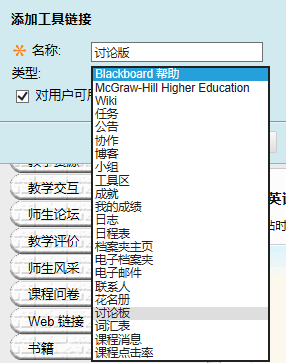 添加工具链接
名称: 讨论版
类型:
Blackboard 帮助
McGraw-Hill Higher Education
Wiki
任务
公告
协作
博客
小组
工具区
成就
我的成绩
日志
日程表
档案夹主页
电子档案夹
电子邮件
联系人
花名册
讨论板
词汇表
课程消息
课程点击率
对用户可
教学资源
教学交互
师生论坛
教学评价
师生风采
课程问卷
Web 链接
书籍
英语
站时